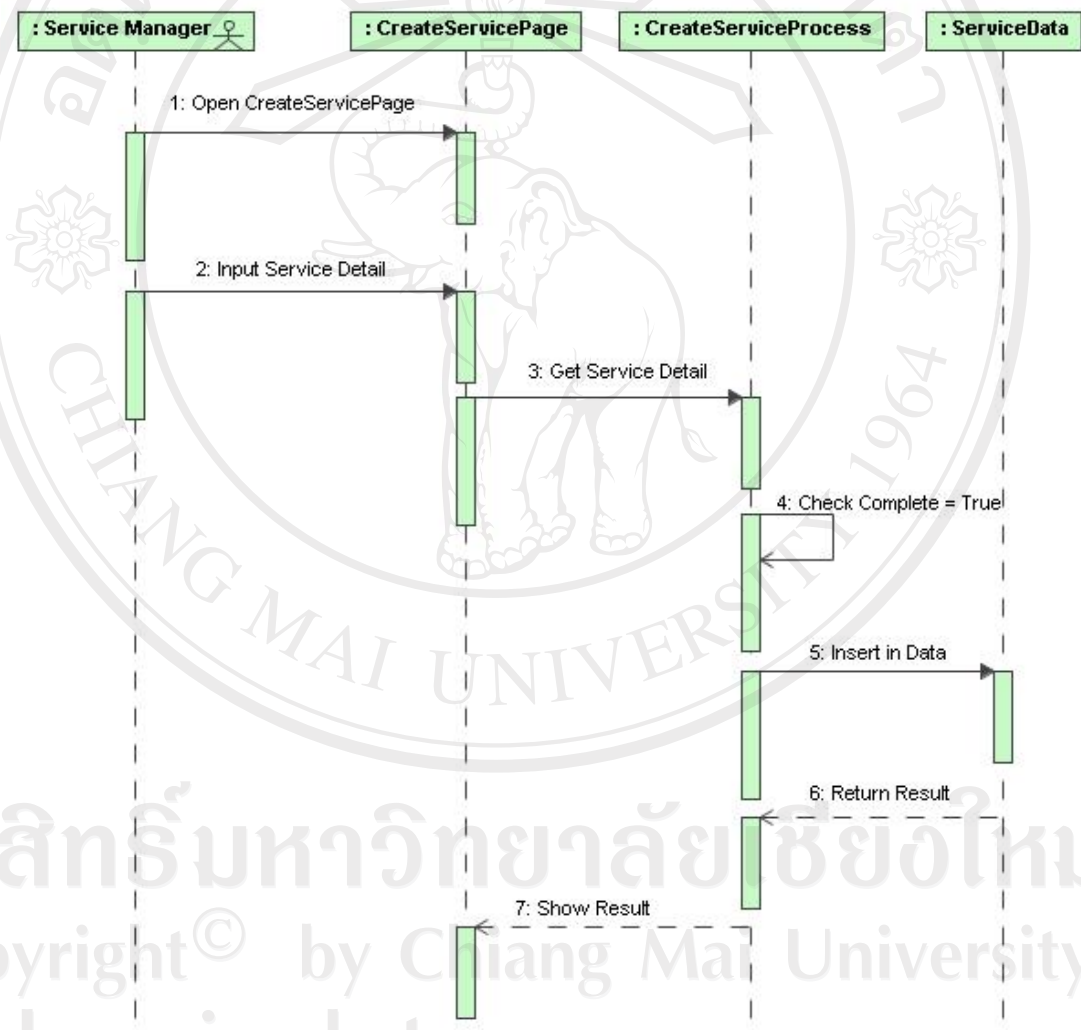 : Service Manager
: CreateServicePage
: CreateServiceProcess
: ServiceData
1: Open CreateServicePage
2: Input Service Detail
3: Get Service Detail
4: Check Complete = True
5: Insert in Data
6: Return Result
7: Show Result
CHIANG MAI UNIVERSITY 1964
สิทธิ์มหาวิทยาลัยเชียงใหม
pyright© by Chiang Mai University